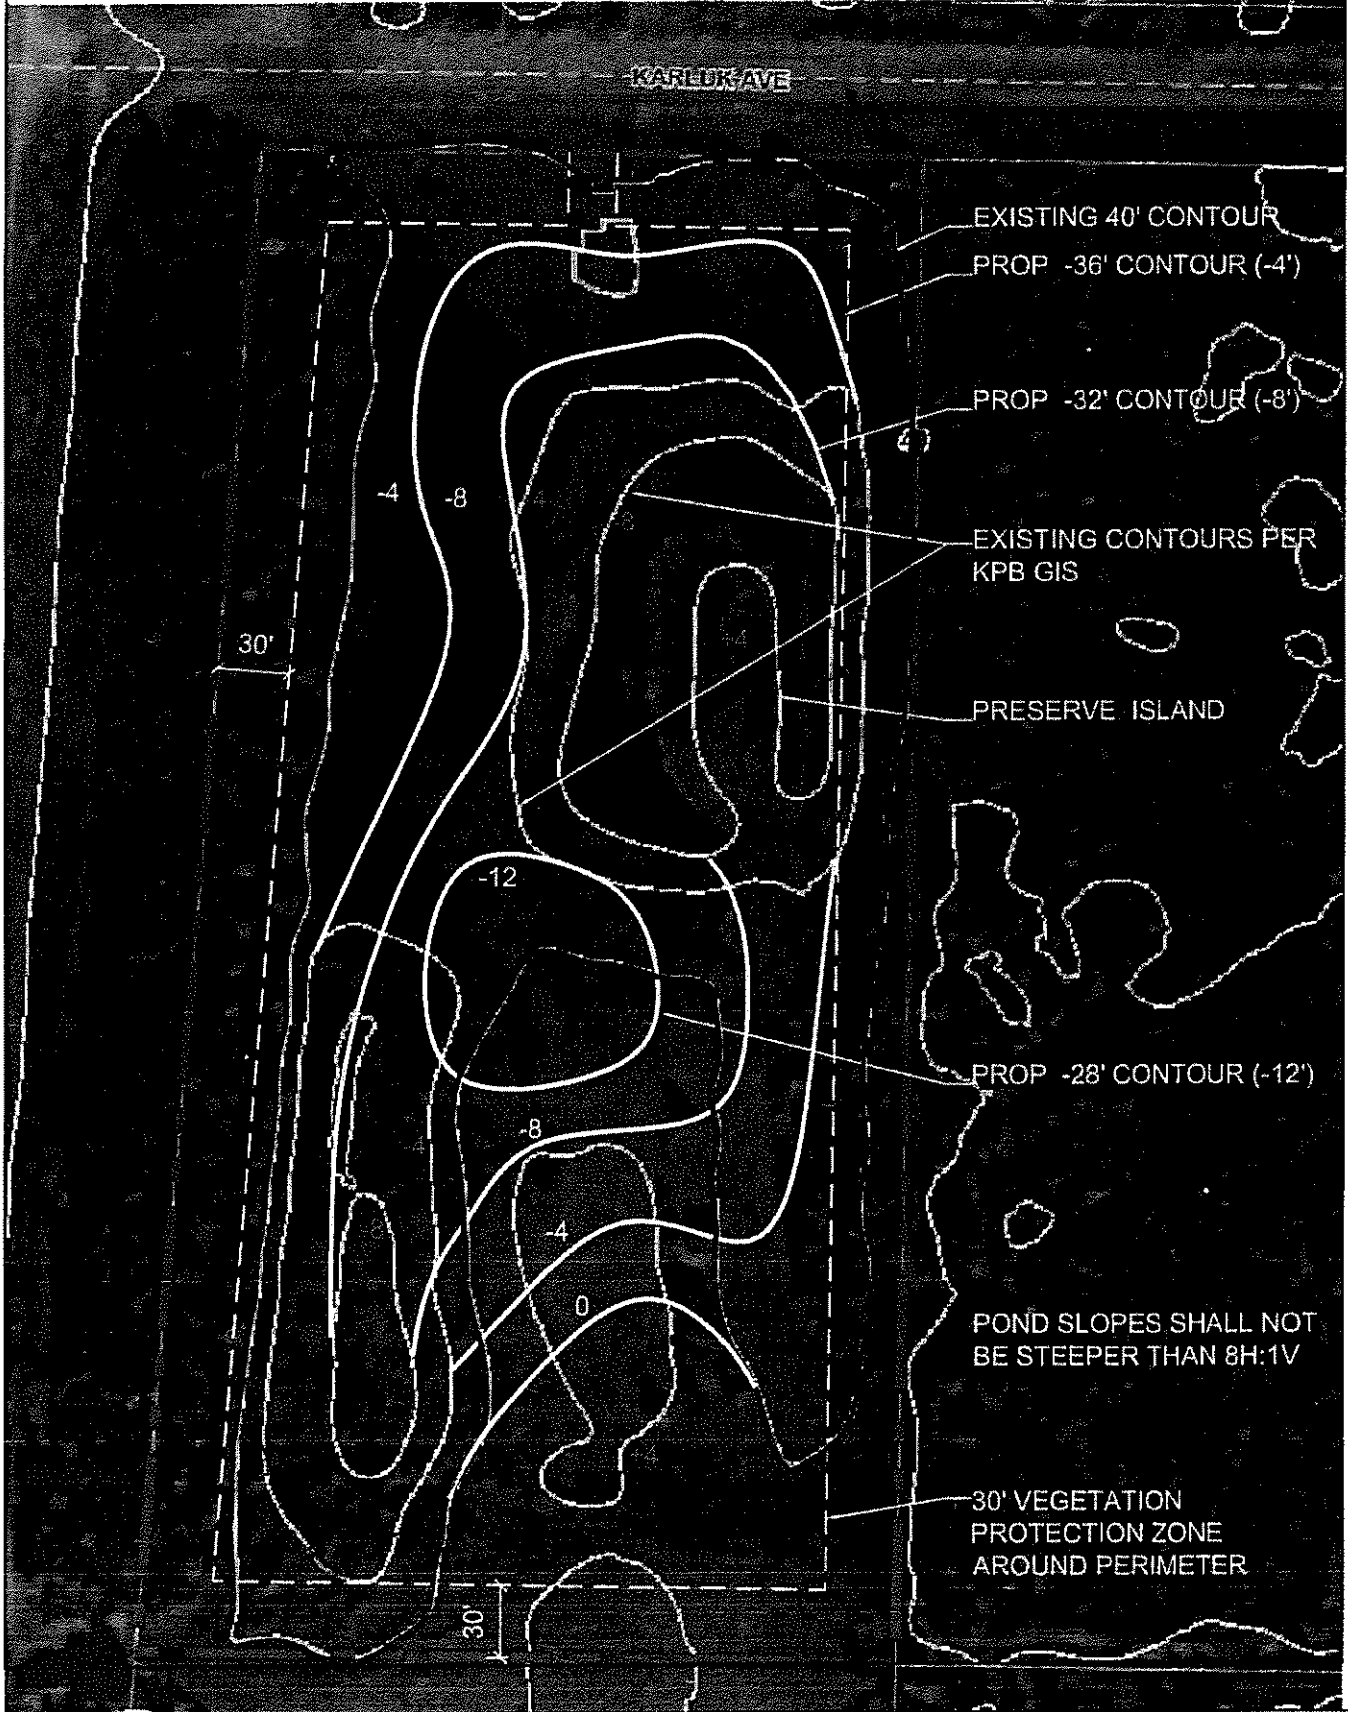 KARLUK AVE
EXISTING 40' CONTOUR
PROP -36' CONTOUR (-4')
PROP -32' CONTOUR (-8')
-4
-8
EXISTING CONTOURS PER
KPB GIS
30'
PRESERVE ISLAND
-12
PROP -28' CONTOUR (-12')
-8
-4
0
POND SLOPES SHALL NOT
BE STEEPER THAN 8H:1V
30' VEGETATION
PROTECTION ZONE
AROUND PERIMETER
30'